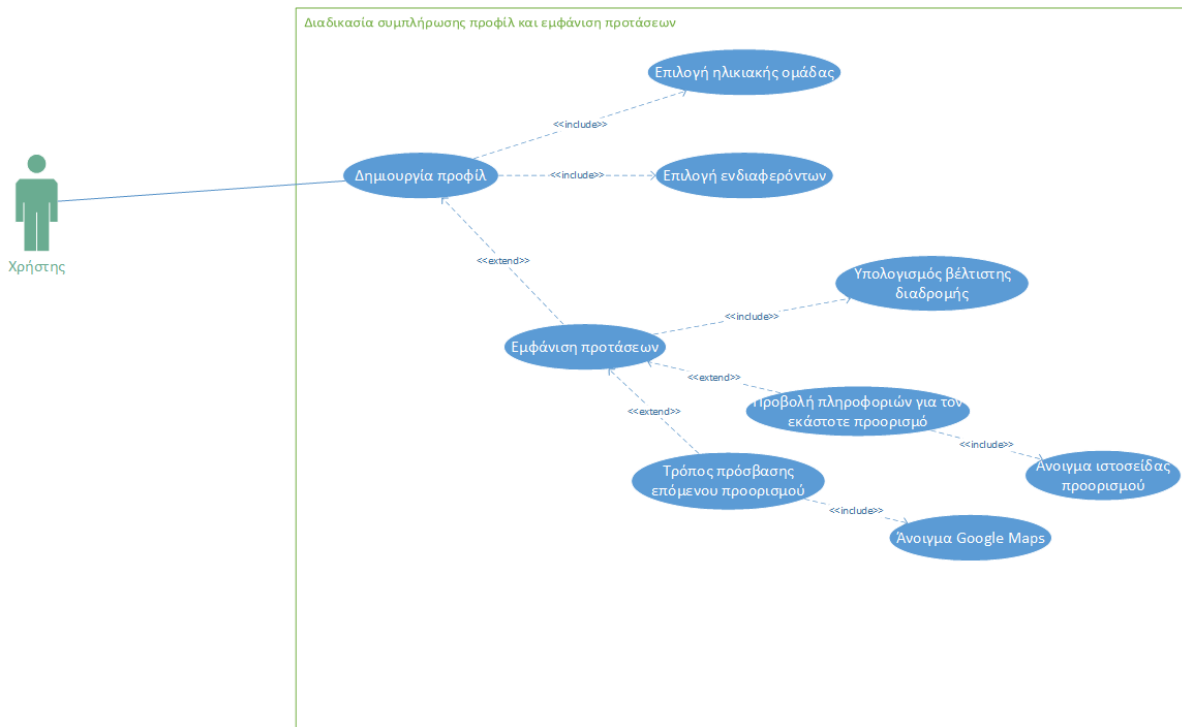 Διαδικασία συμπλήρωσης προφίλ και εμφάνιση προτάσεων
Επιλογή ηλικιακής ομάδας
<<include>>
Δημιουργία προφίλ
<<include>>
Επιλογή ενδιαφερόντων
Χρήστης
<<extend>>
Υπολογισμός βέλτιστης
διαδρομής
<<include>>
Εμφάνιση προτάσεων
<<extend>>
Προβολή πληροφοριών για τον
εκάστοτε προορισμό
<<extend>>
<<include>>
Τρόπος πρόσβασης
επόμενου προορισμού
Άνοιγμα ιστοσείδας
προορισμού
<<include>>
Άνοιγμα Google Maps